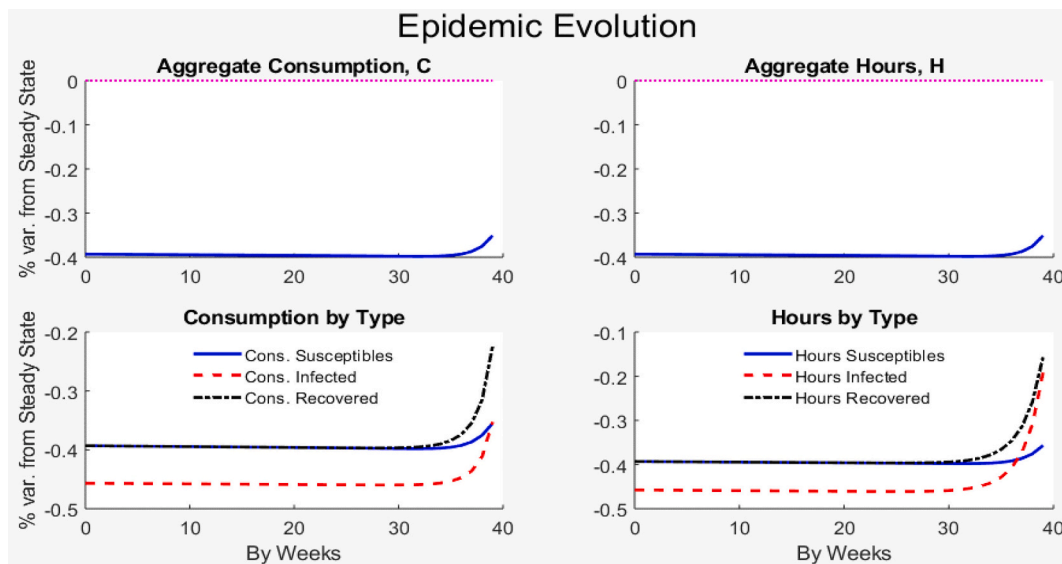 Epidemic Evolution
Aggregate Consumption, C
% var. from Steady State
0
-0.1
-0.2
-0.3
-0.4
0
10
20
30
40
Aggregate Hours, H
0
-0.1
-0.2
-0.3
-0.4
0
10
20
30
40
Consumption by Type
% var. from Steady State
-0.2
-0.3
-0.4
-0.5
Cons. Susceptibles
Cons. Infected
Cons. Recovered
0
10
20
30
40
By Weeks
Hours by Type
-0.1
-0.2
-0.3
-0.4
-0.5
Hours Susceptibles
Hours Infected
Hours Recovered
0
10
20
30
40
By Weeks